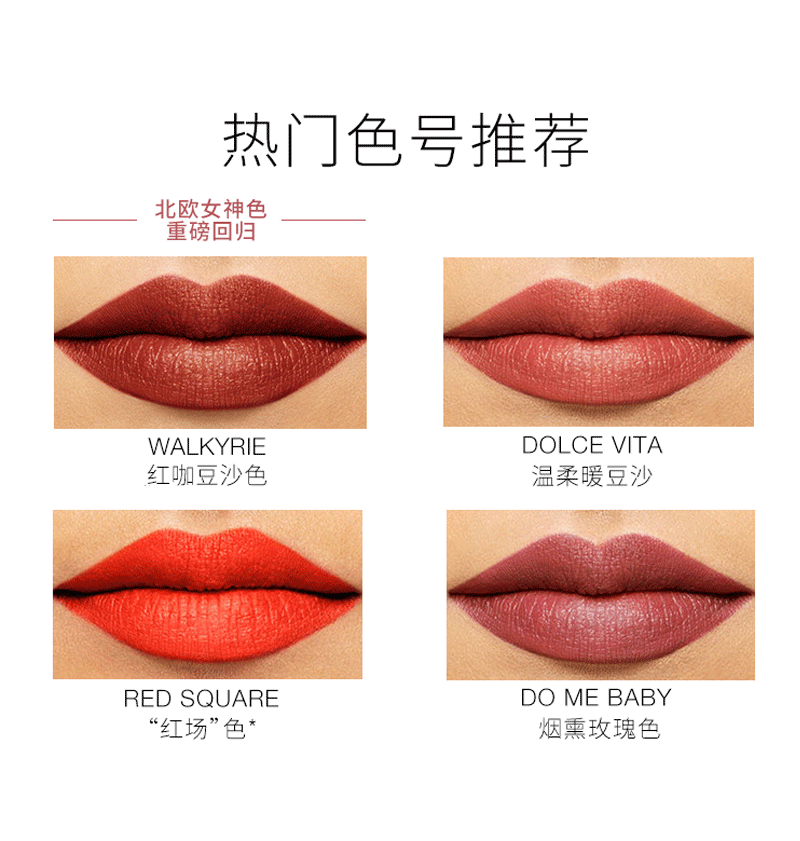 热门色号推荐
北欧女神色
重磅回归
WALKYRIE
红咖豆沙色
DOLCE VITA
温柔暖豆沙
RED SQUARE
“红场”色*
DO ME BABY
烟熏玫瑰色